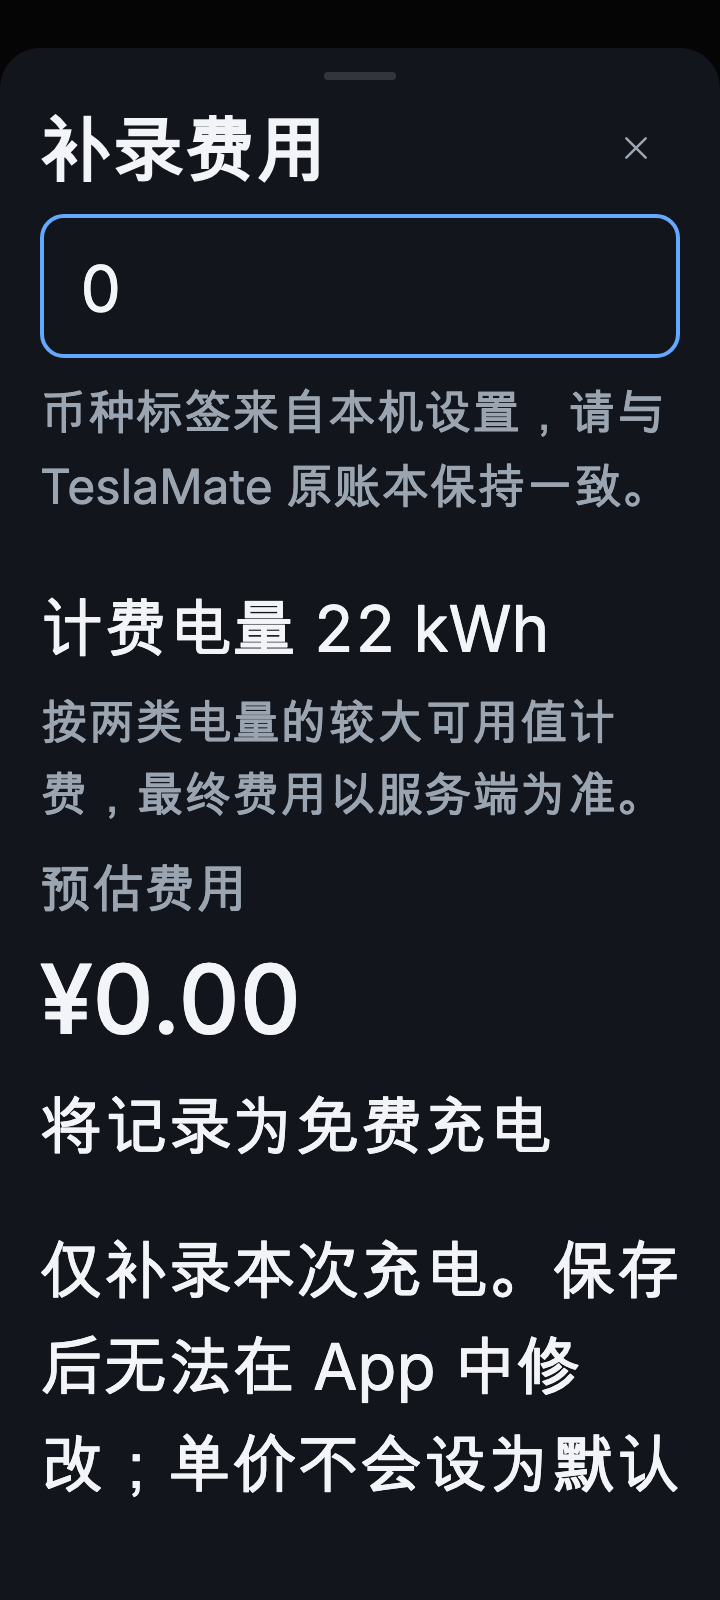 补录费用
0
币种标签来自本机设置，请与
TeslaMate 原账本保持一致。
计费电量 22 kWh
按两类电量的较大可用值计
费，最终费用以服务端为准。
预估费用
¥0.00
将记录为免费充电
仅补录本次充电。保存
后无法在 App 中修
改；单价不会设为默认